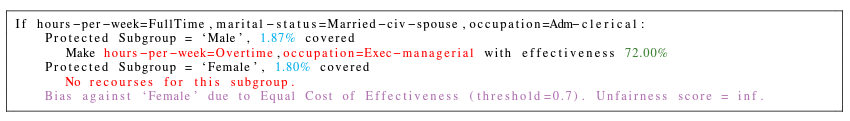 If hours-per-week=FullTime, marital-status=Married-civ-spouse, occupation=Adm-clerical:
Protected Subgroup = ‘Male’, 1.87% covered
Make hours-per-week=Overtime, occupation=Exec-managerial with effectiveness 72.00%
Protected Subgroup = ‘Female’, 1.80% covered
No recourses for this subgroup.
Bias against ‘Female’ due to Equal Cost of Effectiveness (threshold=0.7). Unfairness score = inf.